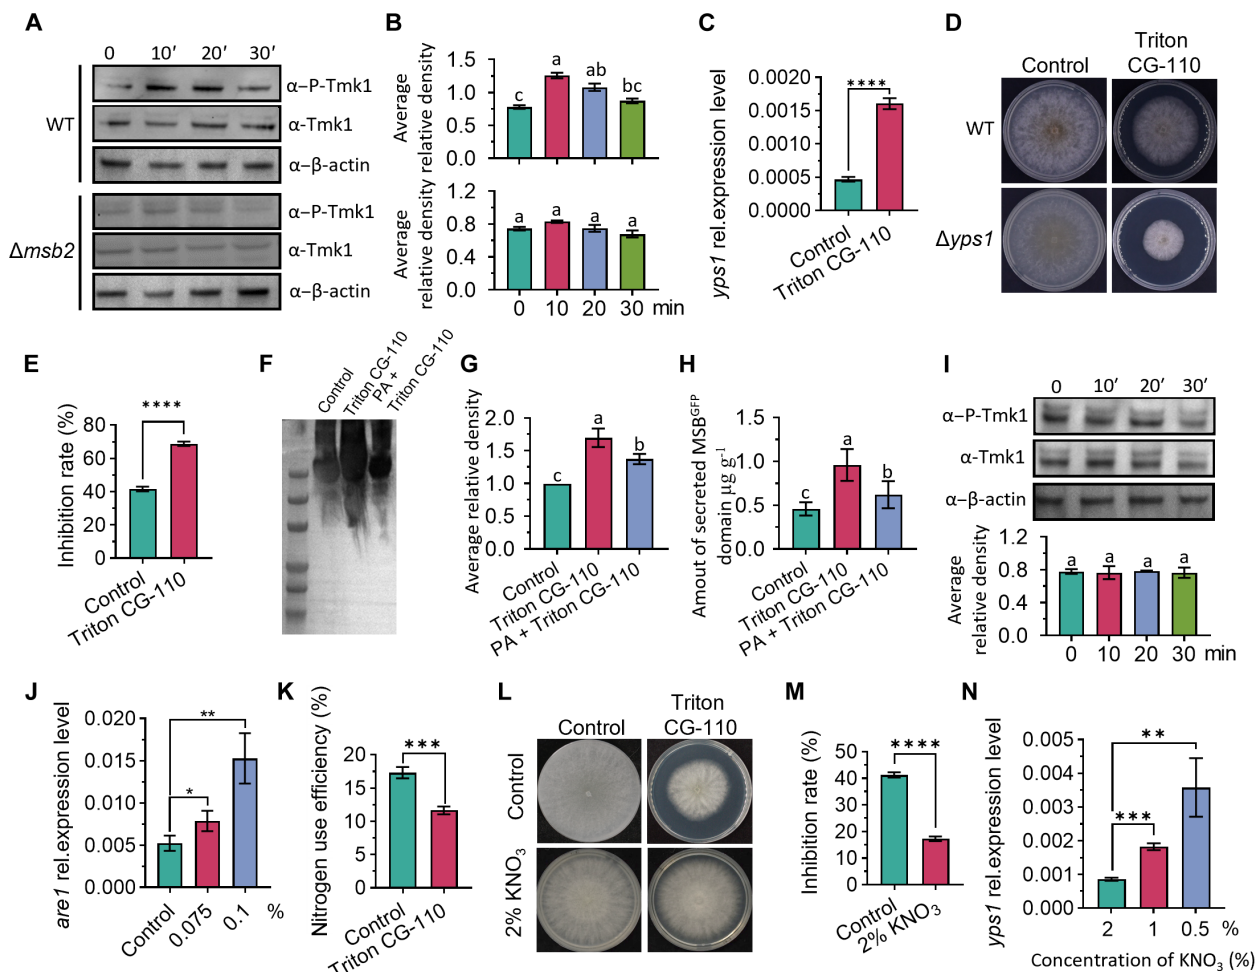 A
0 10′ 20′ 30′
WT
α–P-Tmk1
α-Tmk1
α–β-actin
Δmsb2
α–P-Tmk1
α-Tmk1
α–β-actin
B
Average
relative density
1.5
1.0
0.5
0.0
c a ab bc
Average
relative density
1.2
0.8
0.4
0.0
a a a a
0 10 20 30 min
C
yps1 rel.expression level
0.0020
0.0015
0.0010
0.0005
0.0000
****
Control
Triton CG-110
D
Control
Triton
CG-110
WT
Δyps1
E
Inhibition rate (%)
80
60
40
20
0
****
Control
Triton CG-110
F
Control
Triton CG-110
PA +
Triton CG-110
G
Average relative density
2.0
1.5
1.0
0.5
0.0
c a b
Control
Triton CG-110
PA + Triton CG-110
H
Amout of secreted MSBGFP
domain µg g-1
1.5
1.0
0.5
0.0
c a b
Control
Triton CG-110
PA + Triton CG-110
I
0 10′ 20′ 30′
α–P-Tmk1
α-Tmk1
α–β-actin
Average
relative density
1.2
0.8
0.4
0.0
a a a a
0 10 20 30 min
J
are1 rel.expression level
0.020
0.015
0.010
0.005
0.000
**
*
Control 0.075 0.1 %
K
Nitrogen use efficiency (%)
20
15
10
5
0
***
Control
Triton CG-110
L
Control
Triton
CG-110
Control
2% KNO3
M
Inhibition rate (%)
50
40
30
20
10
0
****
Control
2% KNO3
N
yps1 rel.expression level
0.005
0.004
0.003
0.002
0.001
0.000
**
***
2 1 0.5 %
Concentration of KNO3 (%)